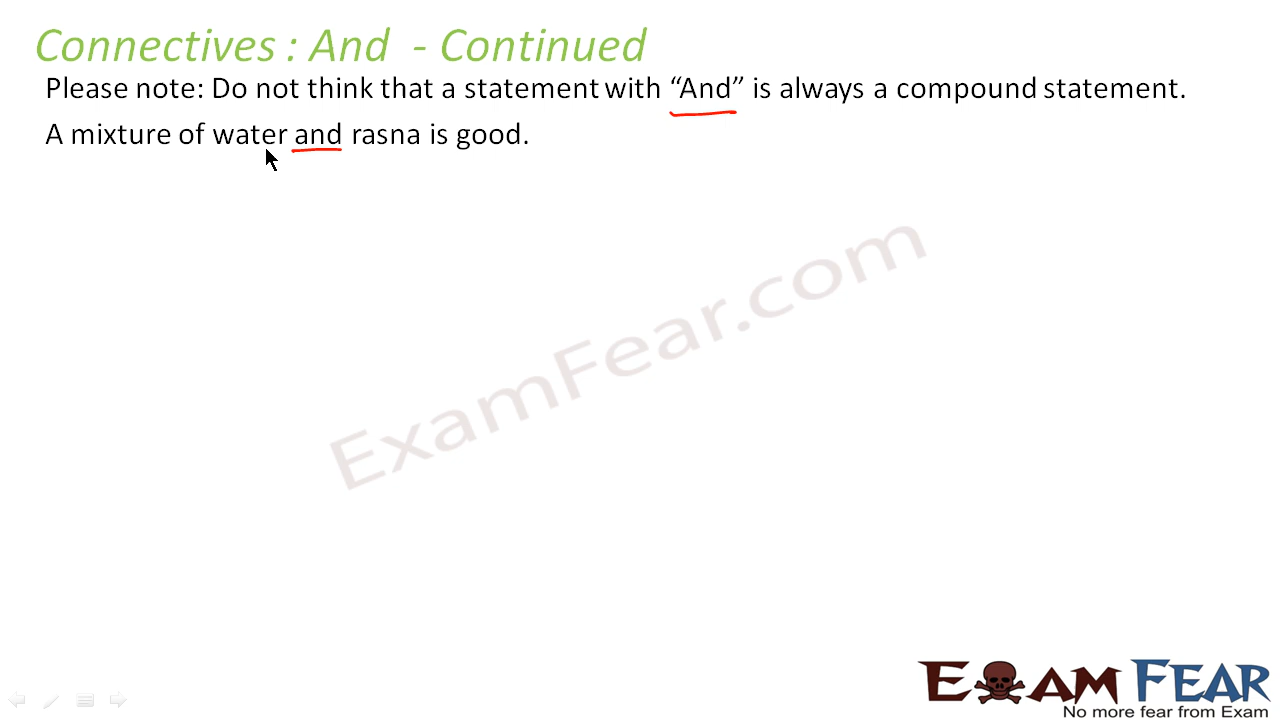 Connectives : And - Continued
Please note: Do not think that a statement with “And” is always a compound statement.
A mixture of water and rasna is good.
ExamFear.com
EXAM FEAR
No more fear from Exam